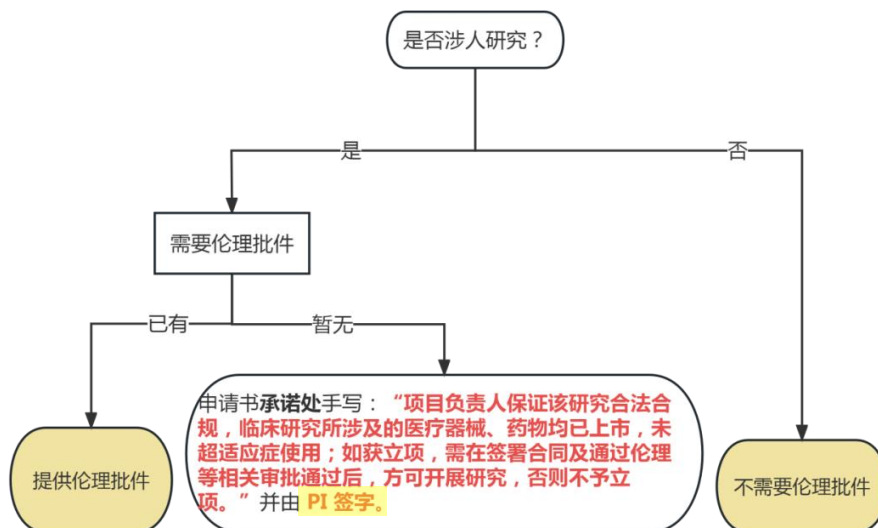 是否涉人研究？
是
否
需要伦理批件
已有
暂无
申请书承诺处手写：“项目负责人保证该研究合法合
规，临床研究所涉及的医疗器械、药物均已上市，未
超适应症使用；如获立项，需在签署合同及通过伦理
等相关审批通过后，方可开展研究，否则不予立
项。”并由 PI 签字。
提供伦理批件
不需要伦理批件